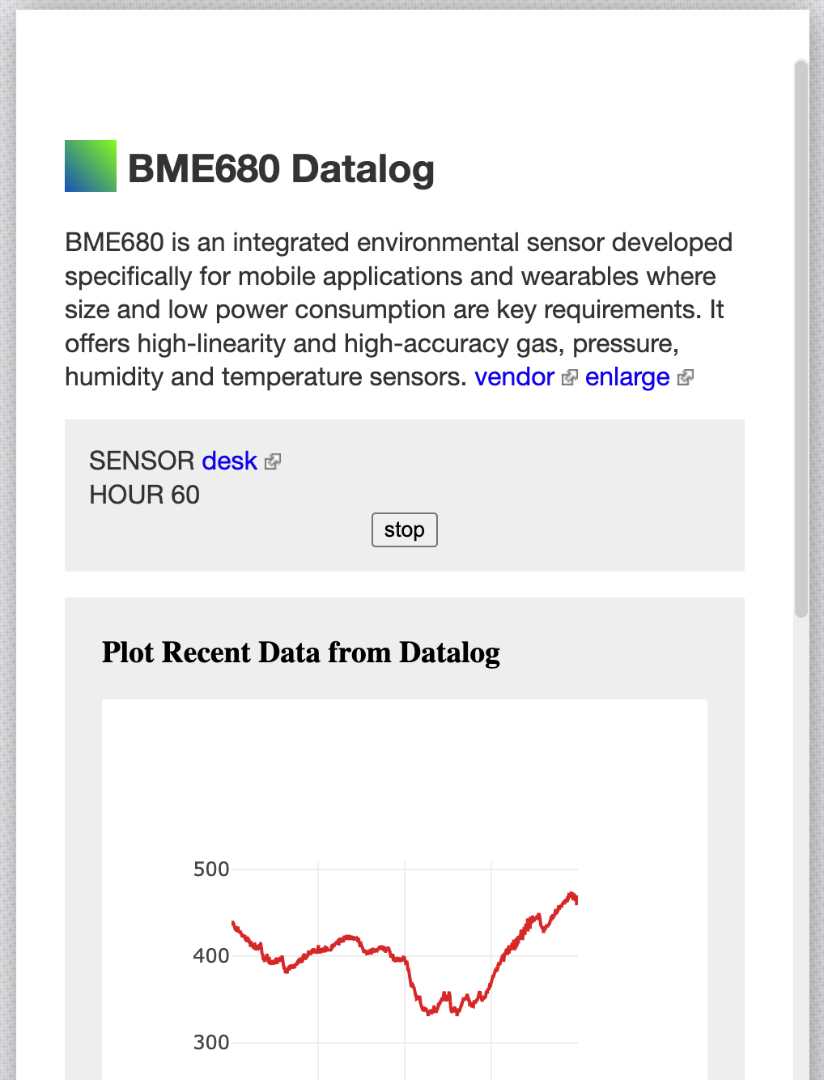 BME680 Datalog
BME680 is an integrated environmental sensor developed
specifically for mobile applications and wearables where
size and low power consumption are key requirements. It
offers high-linearity and high-accuracy gas, pressure,
humidity and temperature sensors. vendor enlarge
SENSOR desk
HOUR 60
stop
Plot Recent Data from Datalog
500
400
300